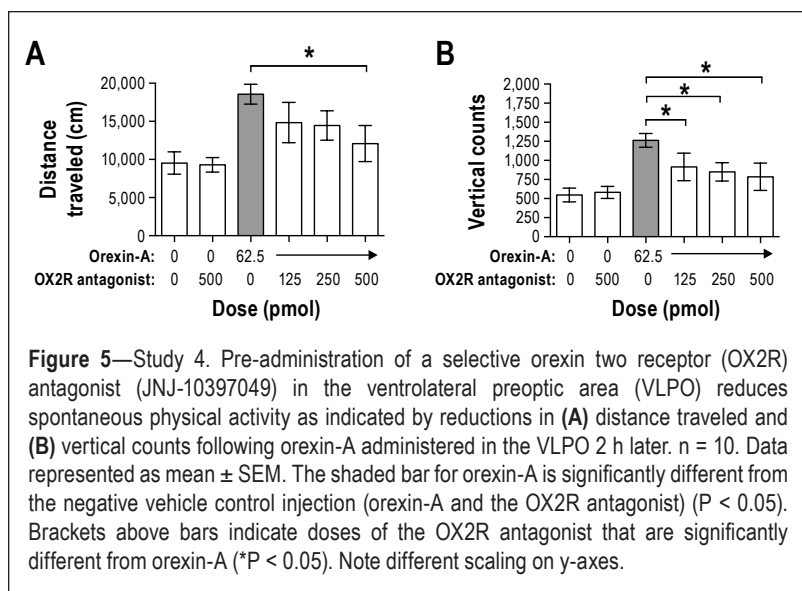 A
B
*
*
*
*
Distance
traveled (cm)
20,000
15,000
10,000
5,000
0
Vertical counts
2,000
1,750
1,500
1,250
1,000
750
500
250
0
Orexin-A: 0 0 62.5
OX2R antagonist: 0 500 0 125 250 500
Dose (pmol)
Orexin-A: 0 0 62.5
OX2R antagonist: 0 500 0 125 250 500
Dose (pmol)
Figure 5—Study 4. Pre-administration of a selective orexin two receptor (OX2R)
antagonist (JNJ-10397049) in the ventrolateral preoptic area (VLPO) reduces
spontaneous physical activity as indicated by reductions in (A) distance traveled and
(B) vertical counts following orexin-A administered in the VLPO 2 h later. n = 10. Data
represented as mean ± SEM. The shaded bar for orexin-A is significantly different from
the negative vehicle control injection (orexin-A and the OX2R antagonist) (P < 0.05).
Brackets above bars indicate doses of the OX2R antagonist that are significantly
different from orexin-A (*P < 0.05). Note different scaling on y-axes.